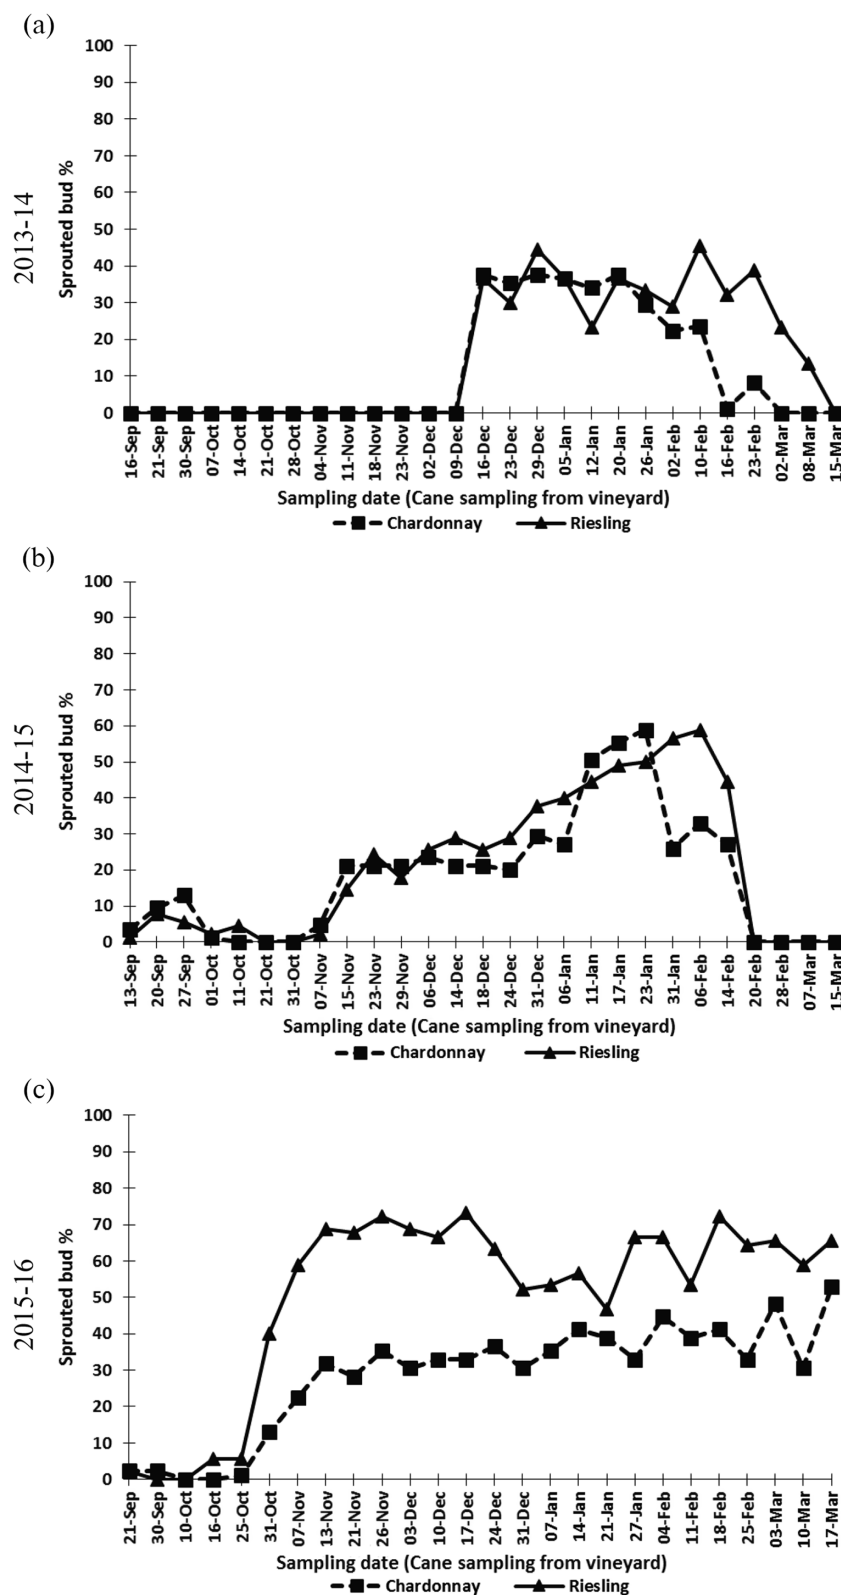 (a)
2013-14
Sprouted bud %
100
90
80
70
60
50
40
30
20
10
0
16-Sep 21-Sep 30-Sep 07-Oct 14-Oct 21-Oct 28-Oct 04-Nov 11-Nov 18-Nov 23-Nov 02-Dec 09-Dec 16-Dec 23-Dec 29-Dec 05-Jan 12-Jan 20-Jan 26-Jan 02-Feb 10-Feb 16-Feb 23-Feb 02-Mar 08-Mar 15-Mar
Sampling date (Cane sampling from vineyard)
Chardonnay Riesling
(b)
2014-15
Sprouted bud %
100
90
80
70
60
50
40
30
20
10
0
13-Sep 20-Sep 27-Sep 01-Oct 11-Oct 21-Oct 31-Oct 07-Nov 15-Nov 23-Nov 29-Nov 06-Dec 14-Dec 18-Dec 24-Dec 31-Dec 06-Jan 11-Jan 17-Jan 23-Jan 31-Jan 06-Feb 14-Feb 20-Feb 28-Feb 07-Mar 15-Mar
Sampling date (Cane sampling from vineyard)
Chardonnay Riesling
(c)
2015-16
Sprouted bud %
100
90
80
70
60
50
40
30
20
10
0
21-Sep 30-Sep 10-Oct 16-Oct 25-Oct 31-Oct 07-Nov 13-Nov 21-Nov 26-Nov 03-Dec 10-Dec 17-Dec 24-Dec 31-Dec 07-Jan 14-Jan 21-Jan 27-Jan 04-Feb 11-Feb 18-Feb 25-Feb 03-Mar 10-Mar 17-Mar
Sampling date (Cane sampling from vineyard)
Chardonnay Riesling